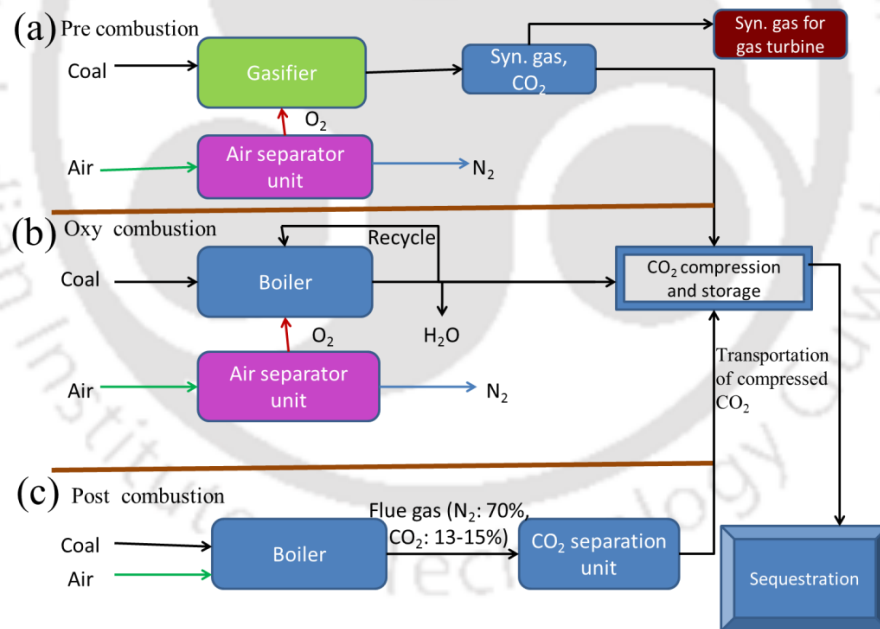 (a) Pre combustion
Syn. gas for
gas turbine
Coal
Gasifier
Syn. gas,
CO₂
O₂
Air
Air separator
unit
N₂
(b) Oxy combustion
Recycle
Coal
Boiler
CO₂ compression
and storage
O₂
H₂O
Air
Air separator
unit
N₂
Transportation
of compressed
CO₂
(c) Post combustion
Flue gas (N₂: 70%,
CO₂: 13-15%)
Coal
Air
Boiler
CO₂ separation
unit
Sequestration